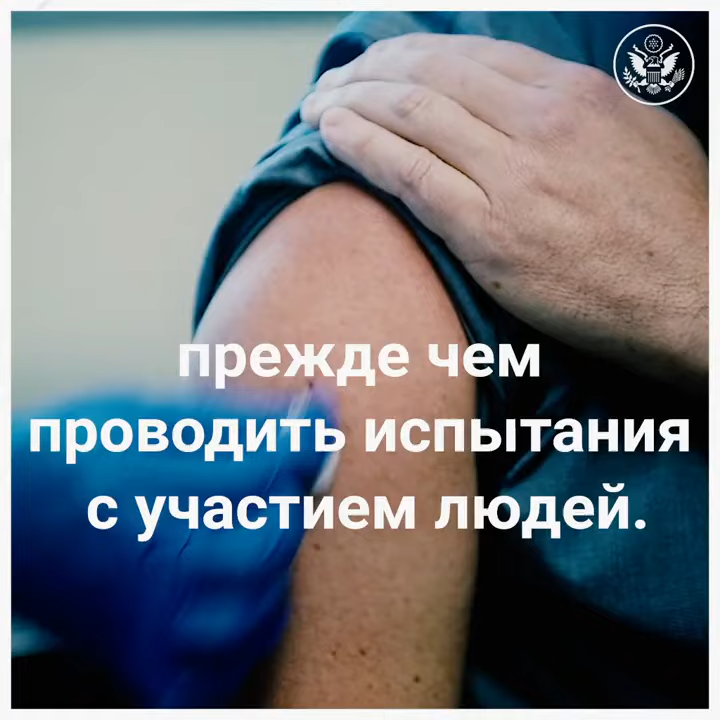 прежде чем
проводить испытания
с участием людей.